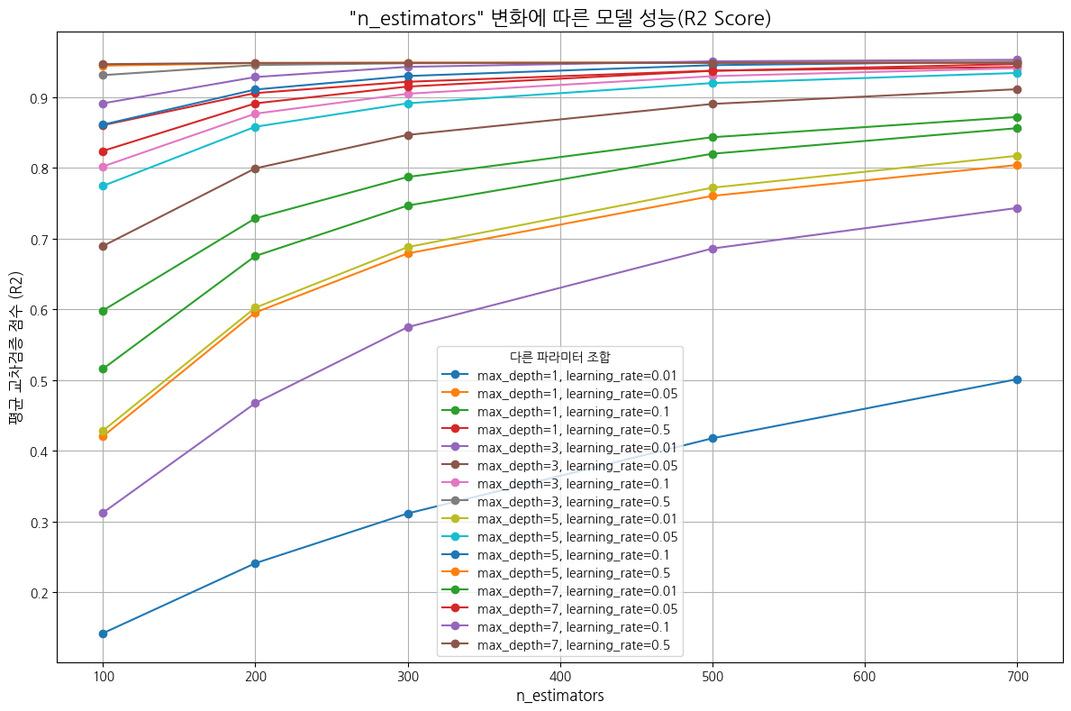 "n_estimators" 변화에 따른 모델 성능(R2 Score)
평균 교차검증 점수 (R2)
0.9
0.8
0.7
0.6
0.5
0.4
0.3
0.2
다른 파라미터 조합
max_depth=1, learning_rate=0.01
max_depth=1, learning_rate=0.05
max_depth=1, learning_rate=0.1
max_depth=1, learning_rate=0.5
max_depth=3, learning_rate=0.01
max_depth=3, learning_rate=0.05
max_depth=3, learning_rate=0.1
max_depth=3, learning_rate=0.5
max_depth=5, learning_rate=0.01
max_depth=5, learning_rate=0.05
max_depth=5, learning_rate=0.1
max_depth=5, learning_rate=0.5
max_depth=7, learning_rate=0.01
max_depth=7, learning_rate=0.05
max_depth=7, learning_rate=0.1
max_depth=7, learning_rate=0.5
100 200 300 400 500 600 700
n_estimators